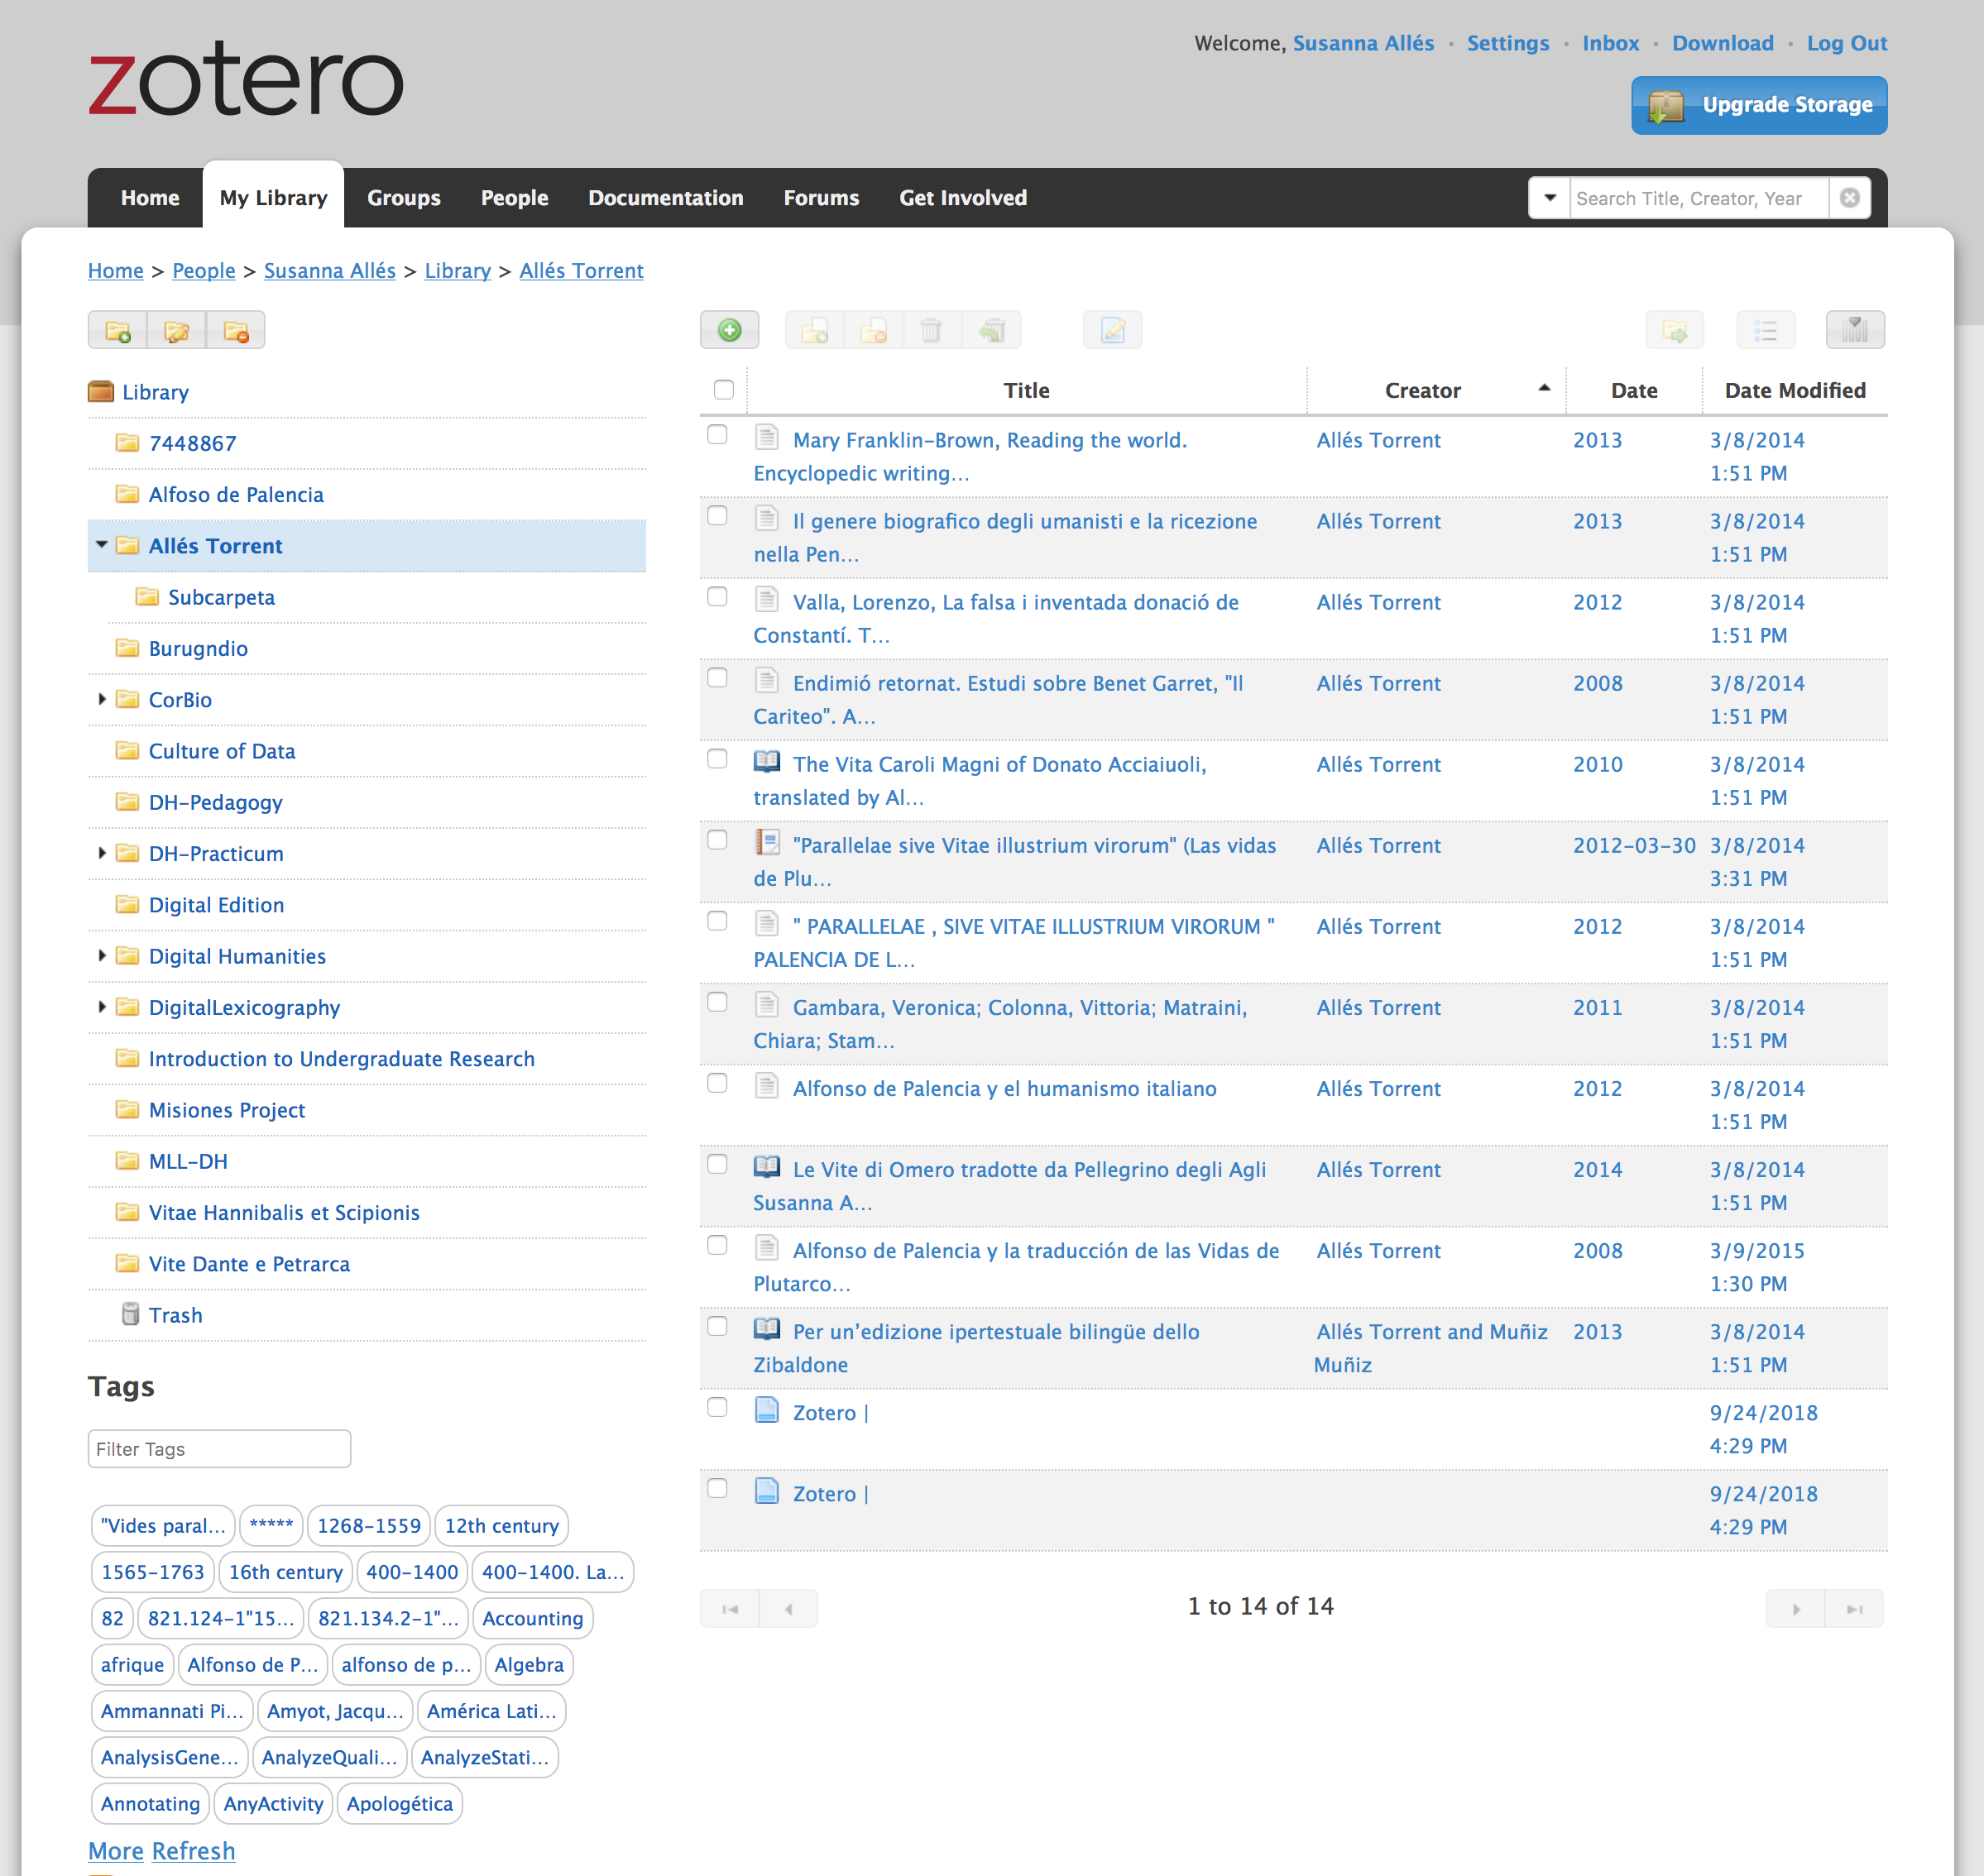 zotero
Welcome, Susanna Allés · Settings · Inbox · Download · Log Out
Upgrade Storage
Home My Library Groups People Documentation Forums Get Involved Search Title, Creator, Year
Home > People > Susanna Allés > Library > Allés Torrent
Library
7448867
Alfoso de Palencia
Allés Torrent
Subcarpeta
Burugndio
CorBio
Culture of Data
DH-Pedagogy
DH-Practicum
Digital Edition
Digital Humanities
DigitalLexicography
Introduction to Undergraduate Research
Misiones Project
MLL-DH
Vitae Hannibalis et Scipionis
Vite Dante e Petrarca
Trash
Tags
Filter Tags
"Vides paral... ***** 1268-1559 12th century
1565-1763 16th century 400-1400 400-1400. La...
82 821.124-1"15... 821.134.2-1"... Accounting
afrique Alfonso de P... alfonso de p... Algebra
Ammannati Pi... Amyot, Jacqu... América Lati...
AnalysisGene... AnalyzeQuali... AnalyzeStati...
Annotating AnyActivity Apologética
More Refresh
Title Creator Date Date Modified
Mary Franklin-Brown, Reading the world. Allés Torrent 2013 3/8/2014
Encyclopedic writing... 1:51 PM
Il genere biografico degli umanisti e la ricezione Allés Torrent 2013 3/8/2014
nella Pen... 1:51 PM
Valla, Lorenzo, La falsa i inventada donació de Allés Torrent 2012 3/8/2014
Constantí. T... 1:51 PM
Endimió retornat. Estudi sobre Benet Garret, "Il Allés Torrent 2008 3/8/2014
Cariteo". A... 1:51 PM
The Vita Caroli Magni of Donato Acciaiuoli, Allés Torrent 2010 3/8/2014
translated by Al... 1:51 PM
"Parallelae sive Vitae illustrium virorum" (Las vidas Allés Torrent 2012-03-30 3/8/2014
de Plu... 3:31 PM
" PARALLELAE , SIVE VITAE ILLUSTRIUM VIRORUM " Allés Torrent 2012 3/8/2014
PALENCIA DE L... 1:51 PM
Gambara, Veronica; Colonna, Vittoria; Matraini, Allés Torrent 2011 3/8/2014
Chiara; Stam... 1:51 PM
Alfonso de Palencia y el humanismo italiano Allés Torrent 2012 3/8/2014
1:51 PM
Le Vite di Omero tradotte da Pellegrino degli Agli Allés Torrent 2014 3/8/2014
Susanna A... 1:51 PM
Alfonso de Palencia y la traducción de las Vidas de Allés Torrent 2008 3/9/2015
Plutarco... 1:30 PM
Per un'edizione ipertestuale bilingüe dello Allés Torrent and Muñiz 2013 3/8/2014
Zibaldone Muñiz 1:51 PM
Zotero | 9/24/2018
4:29 PM
Zotero | 9/24/2018
4:29 PM
1 to 14 of 14